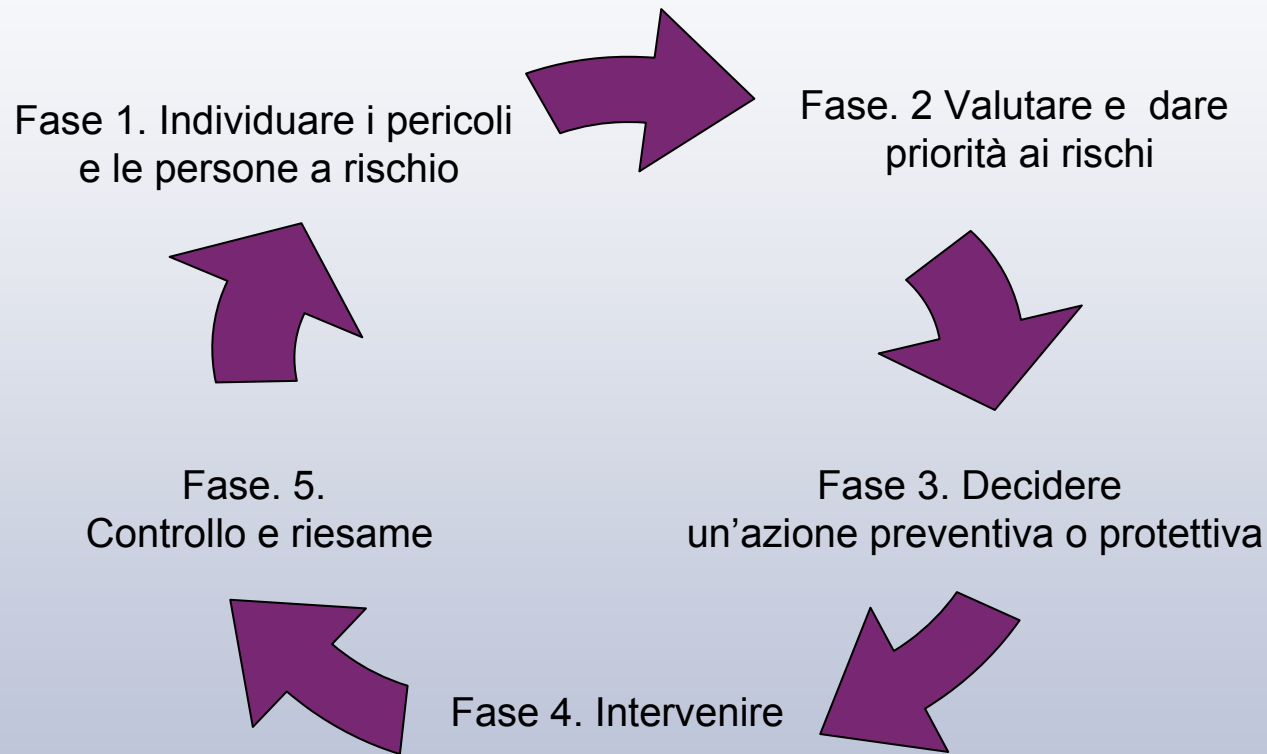 Fase 1. Individuare i pericoli
e le persone a rischio
Fase. 2 Valutare e  dare
priorità ai rischi
Fase 3. Decidere
un’azione preventiva o protettiva
Fase 4. Intervenire
Fase. 5.
Controllo e riesame